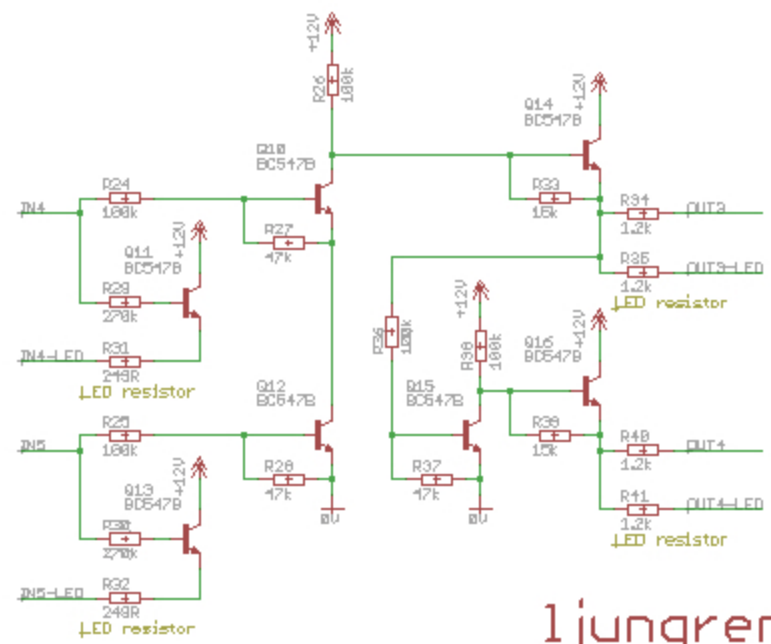 +12V
R26
100k
Q14
BC547B
+12V
Q10
BC547B
R24
100k
IN4
R33
15k
R34
1.2k
OUT3
R27
47k
Q11
BC547B
+12V
R35
1.2k
OUT3-LED
LED resistor
R29
270k
+12V
R36
100k
R38
100k
Q16
BC547B
+12V
IN4-LED
R31
249R
LED resistor
Q12
BC547B
Q15
BC547B
R25
100k
IN5
R39
15k
R40
1.2k
OUT4
R28
47k
R37
47k
Q13
BC547B
+12V
R41
1.2k
OUT4-LED
0V
0V
LED resistor
R30
270k
IN5-LED
R32
249R
LED resistor